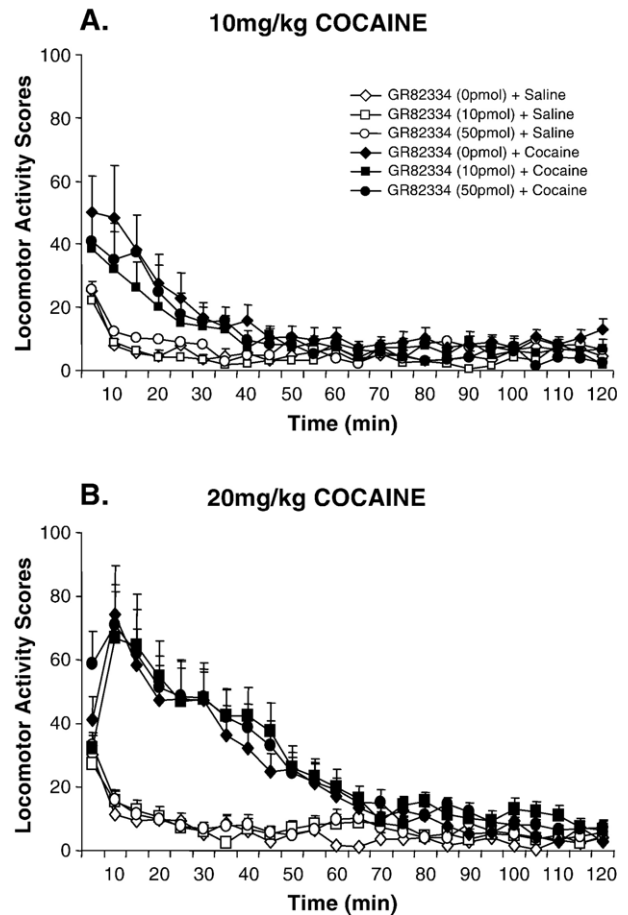 A.
10mg/kg COCAINE
100
80
60
40
20
0
Locomotor Activity Scores
GR82334 (0pmol) + Saline
GR82334 (10pmol) + Saline
GR82334 (50pmol) + Saline
GR82334 (0pmol) + Cocaine
GR82334 (10pmol) + Cocaine
GR82334 (50pmol) + Cocaine
10 20 30 40 50 60 70 80 90 100 110 120
Time (min)
B.
20mg/kg COCAINE
100
80
60
40
20
0
Locomotor Activity Scores
10 20 30 40 50 60 70 80 90 100 110 120
Time (min)